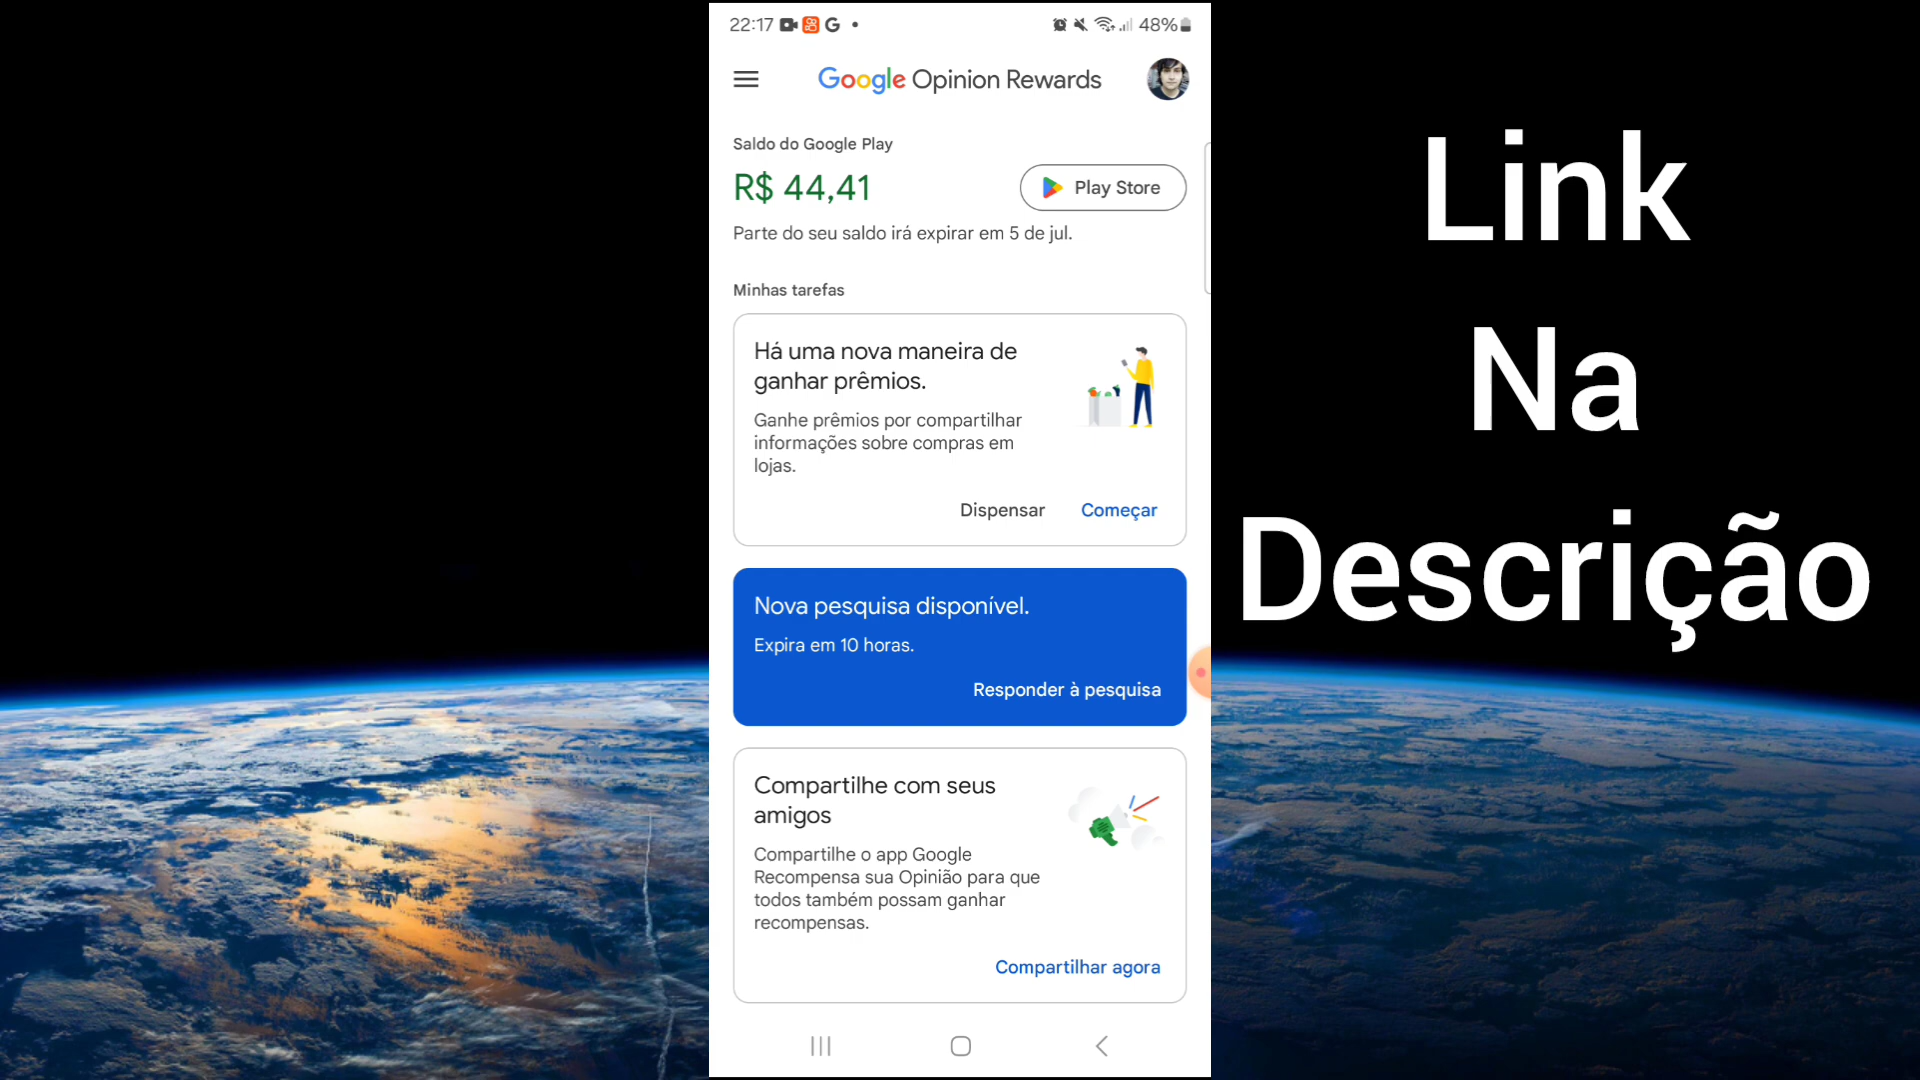 22:17
48%
Google Opinion Rewards
Saldo do Google Play
R$ 44,41
Play Store
Parte do seu saldo irá expirar em 5 de jul.
Minhas tarefas
Há uma nova maneira de
ganhar prêmios.
Ganhe prêmios por compartilhar
informações sobre compras em
lojas.
Dispensar
Começar
Nova pesquisa disponível.
Expira em 10 horas.
Responder à pesquisa
Compartilhe com seus
amigos
Compartilhe o app Google
Recompensa sua Opinião para que
todos também possam ganhar
recompensas.
Compartilhar agora
Link
Na
Descrição